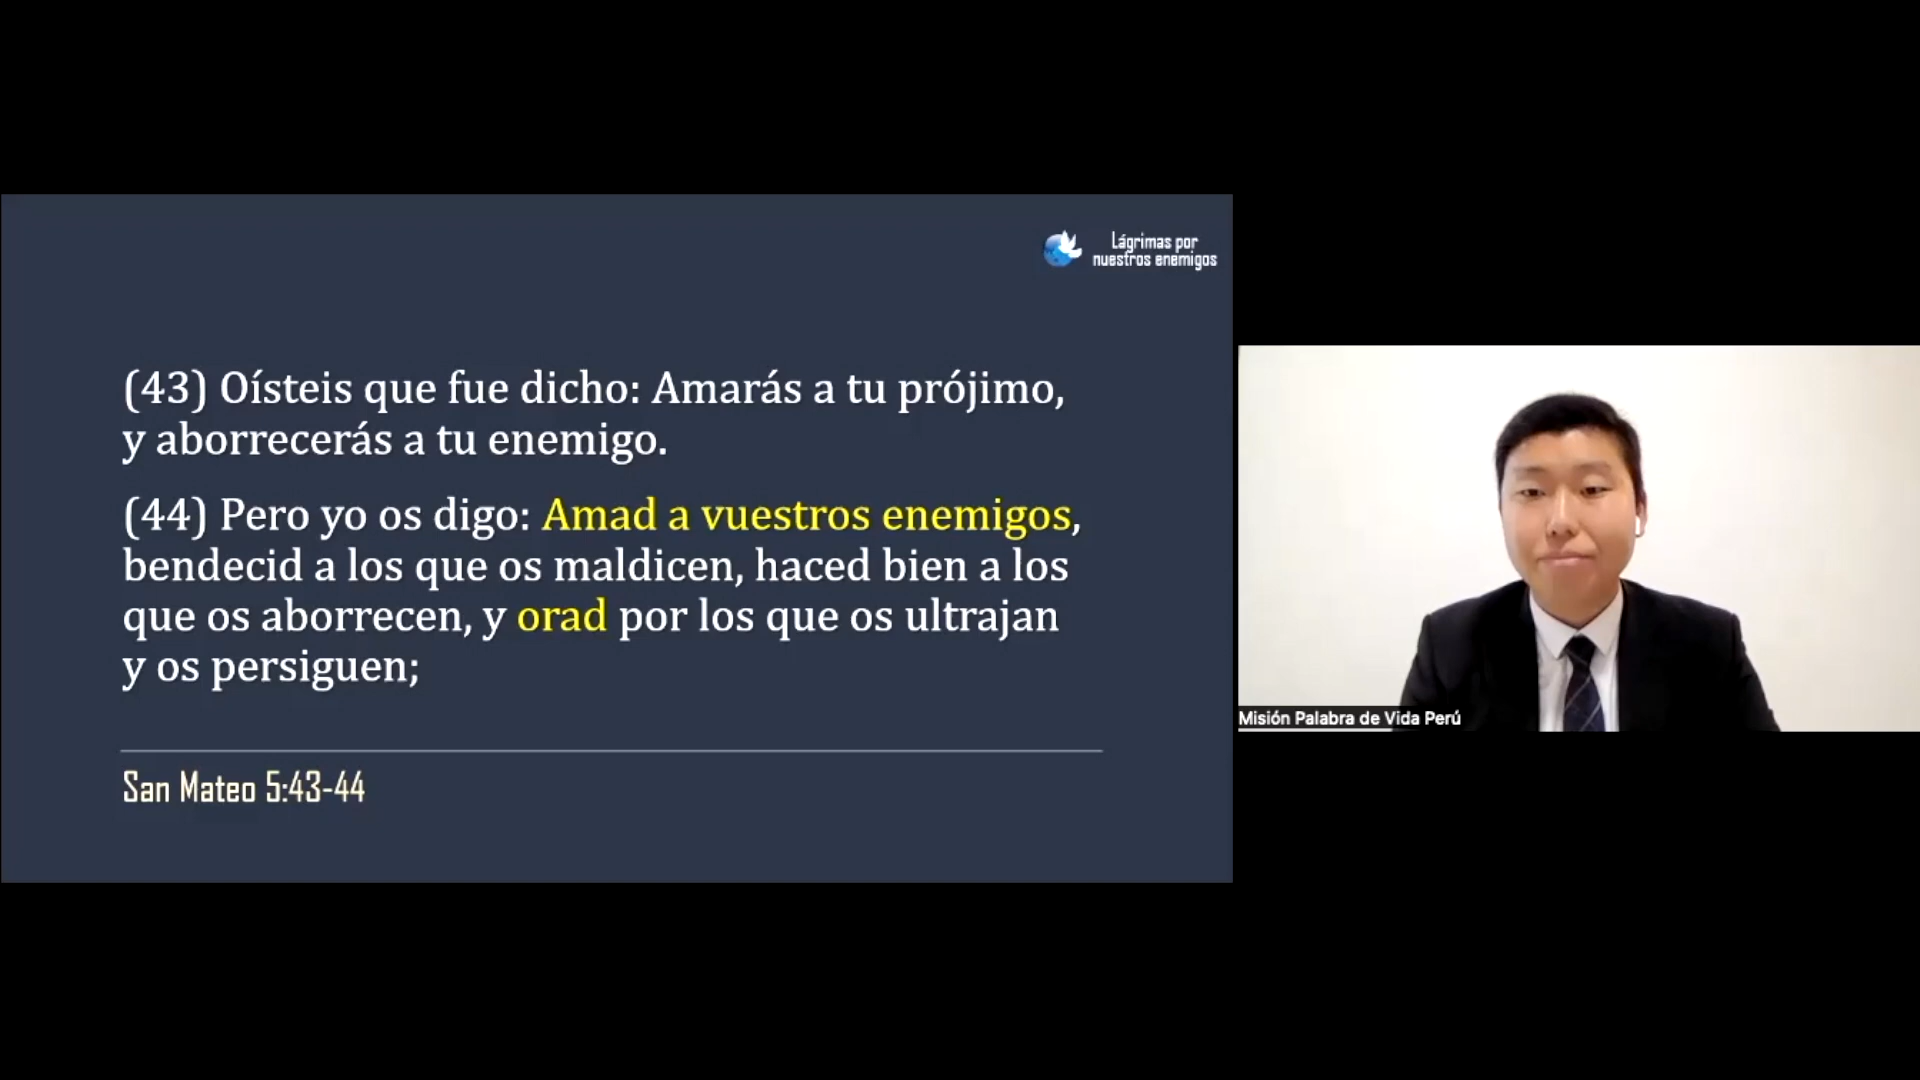 Lágrimas por
nuestros enemigos
(43) Oísteis que fue dicho: Amarás a tu prójimo,
y aborrecerás a tu enemigo.
(44) Pero yo os digo: Amad a vuestros enemigos,
bendecid a los que os maldicen, haced bien a los
que os aborrecen, y orad por los que os ultrajan
y os persiguen;
San Mateo 5:43-44
Misión Palabra de Vida Perú